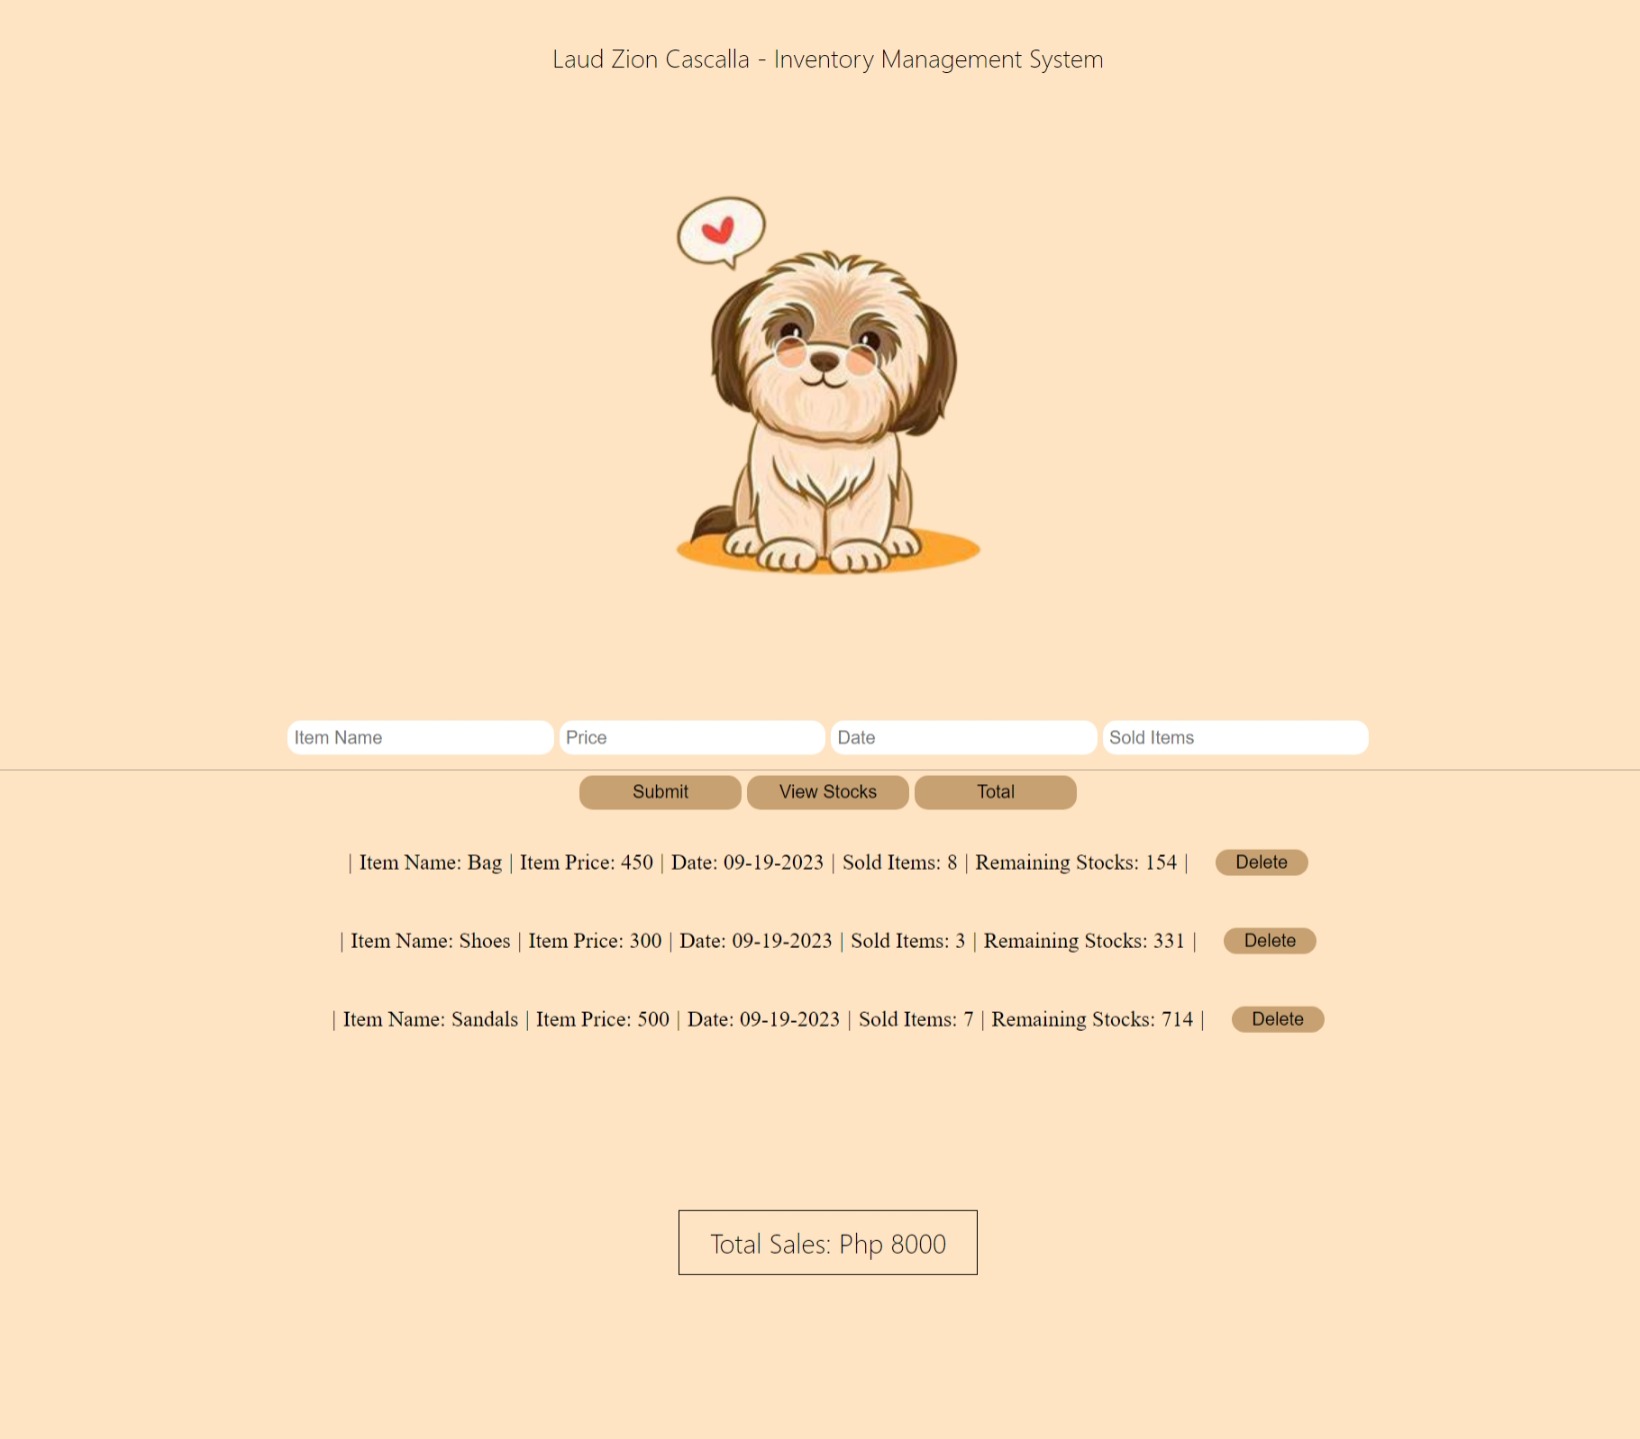 Laud Zion Cascalla - Inventory Management System
Item Name Price Date Sold Items
Submit View Stocks Total
| Item Name: Bag | Item Price: 450 | Date: 09-19-2023 | Sold Items: 8 | Remaining Stocks: 154 | Delete
| Item Name: Shoes | Item Price: 300 | Date: 09-19-2023 | Sold Items: 3 | Remaining Stocks: 331 | Delete
| Item Name: Sandals | Item Price: 500 | Date: 09-19-2023 | Sold Items: 7 | Remaining Stocks: 714 | Delete
Total Sales: Php 8000